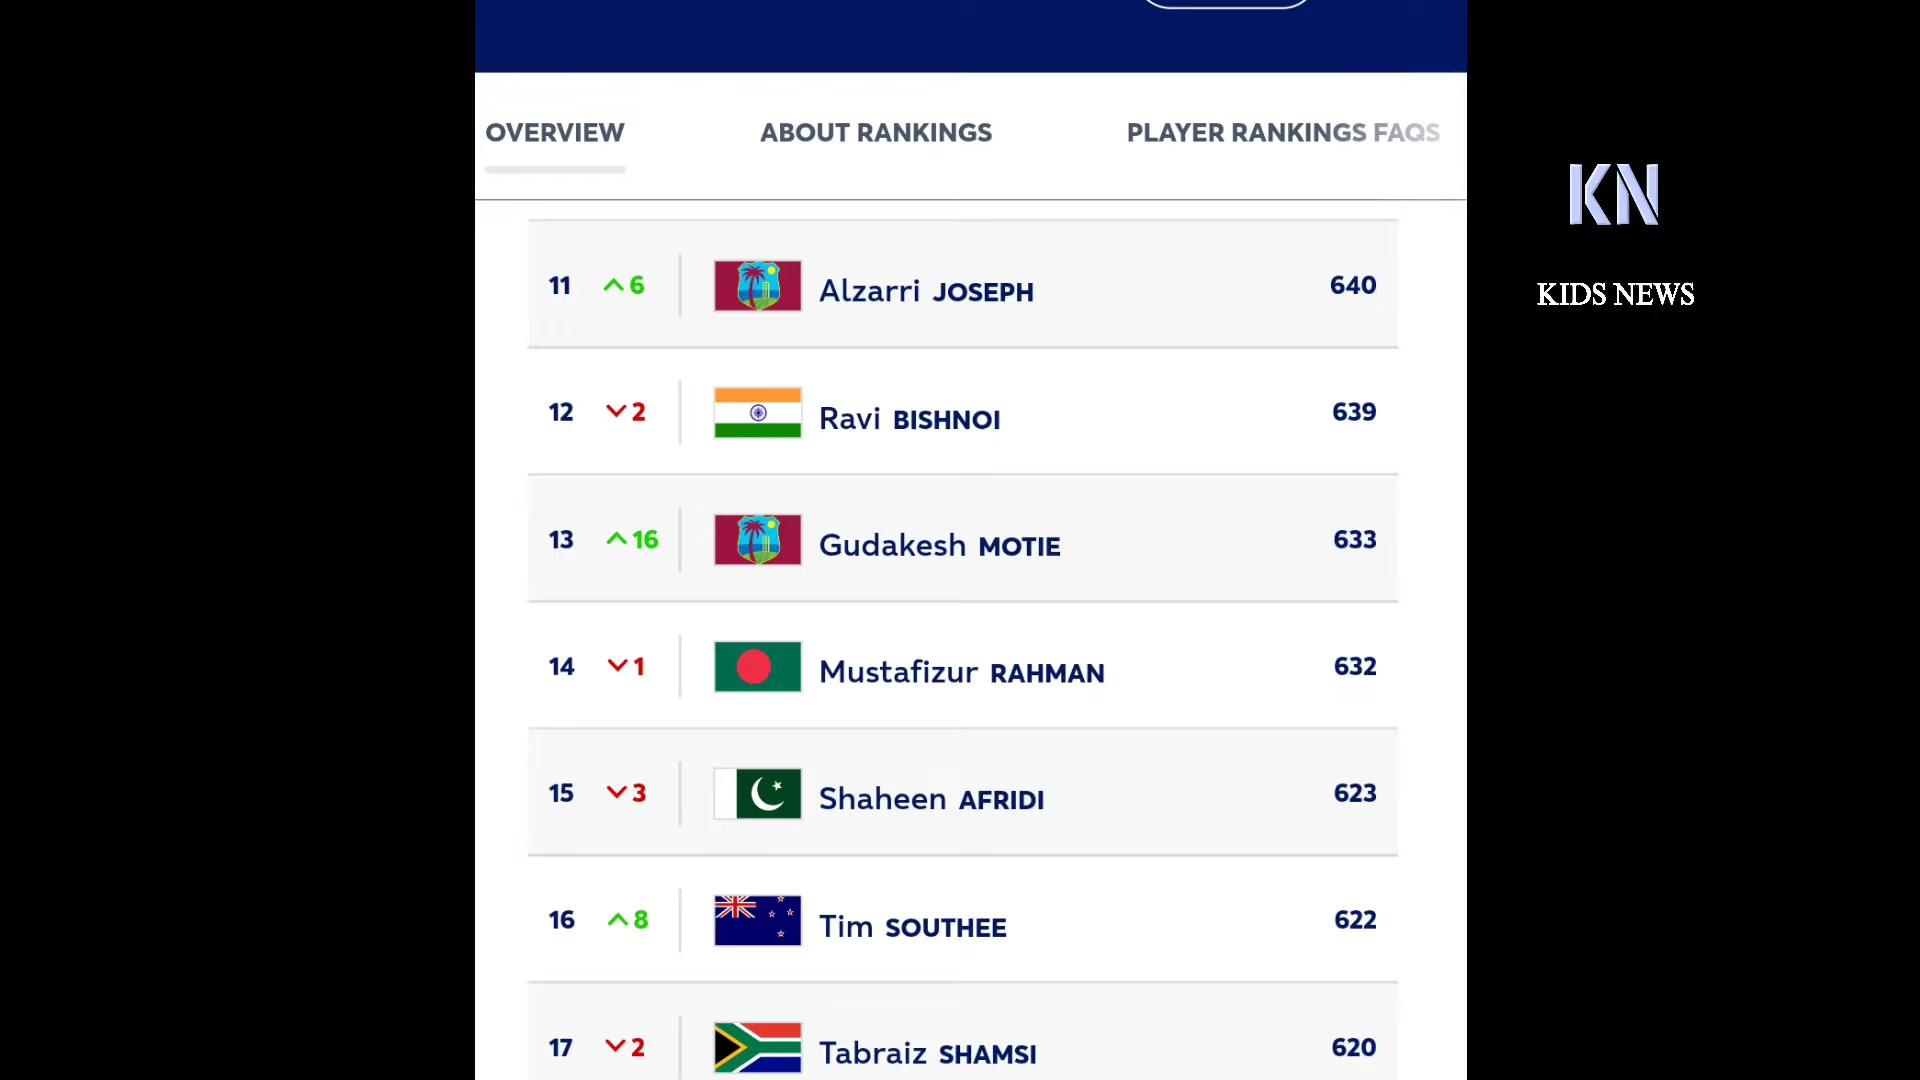 OVERVIEW ABOUT RANKINGS PLAYER RANKINGS FAQS
KN
KIDS NEWS
11 6 Alzarri JOSEPH 640
12 2 Ravi BISHNOI 639
13 16 Gudakesh MOTIE 633
14 1 Mustafizur RAHMAN 632
15 3 Shaheen AFRIDI 623
16 8 Tim SOUTHEE 622
17 2 Tabraiz SHAMSI 620